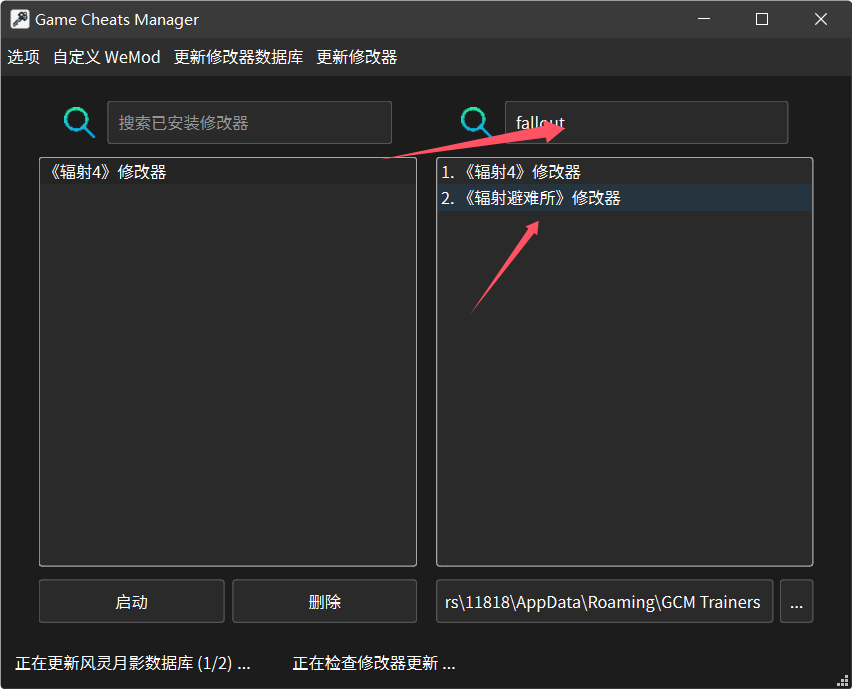 Game Cheats Manager
选项 自定义 WeMod 更新修改器数据库 更新修改器
搜索已安装修改器
fallout
《辐射4》修改器
1. 《辐射4》修改器
2. 《辐射避难所》修改器
启动
删除
rs\11818\AppData\Roaming\GCM Trainers
...
正在更新风灵月影数据库 (1/2) ...
正在检查修改器更新 ...